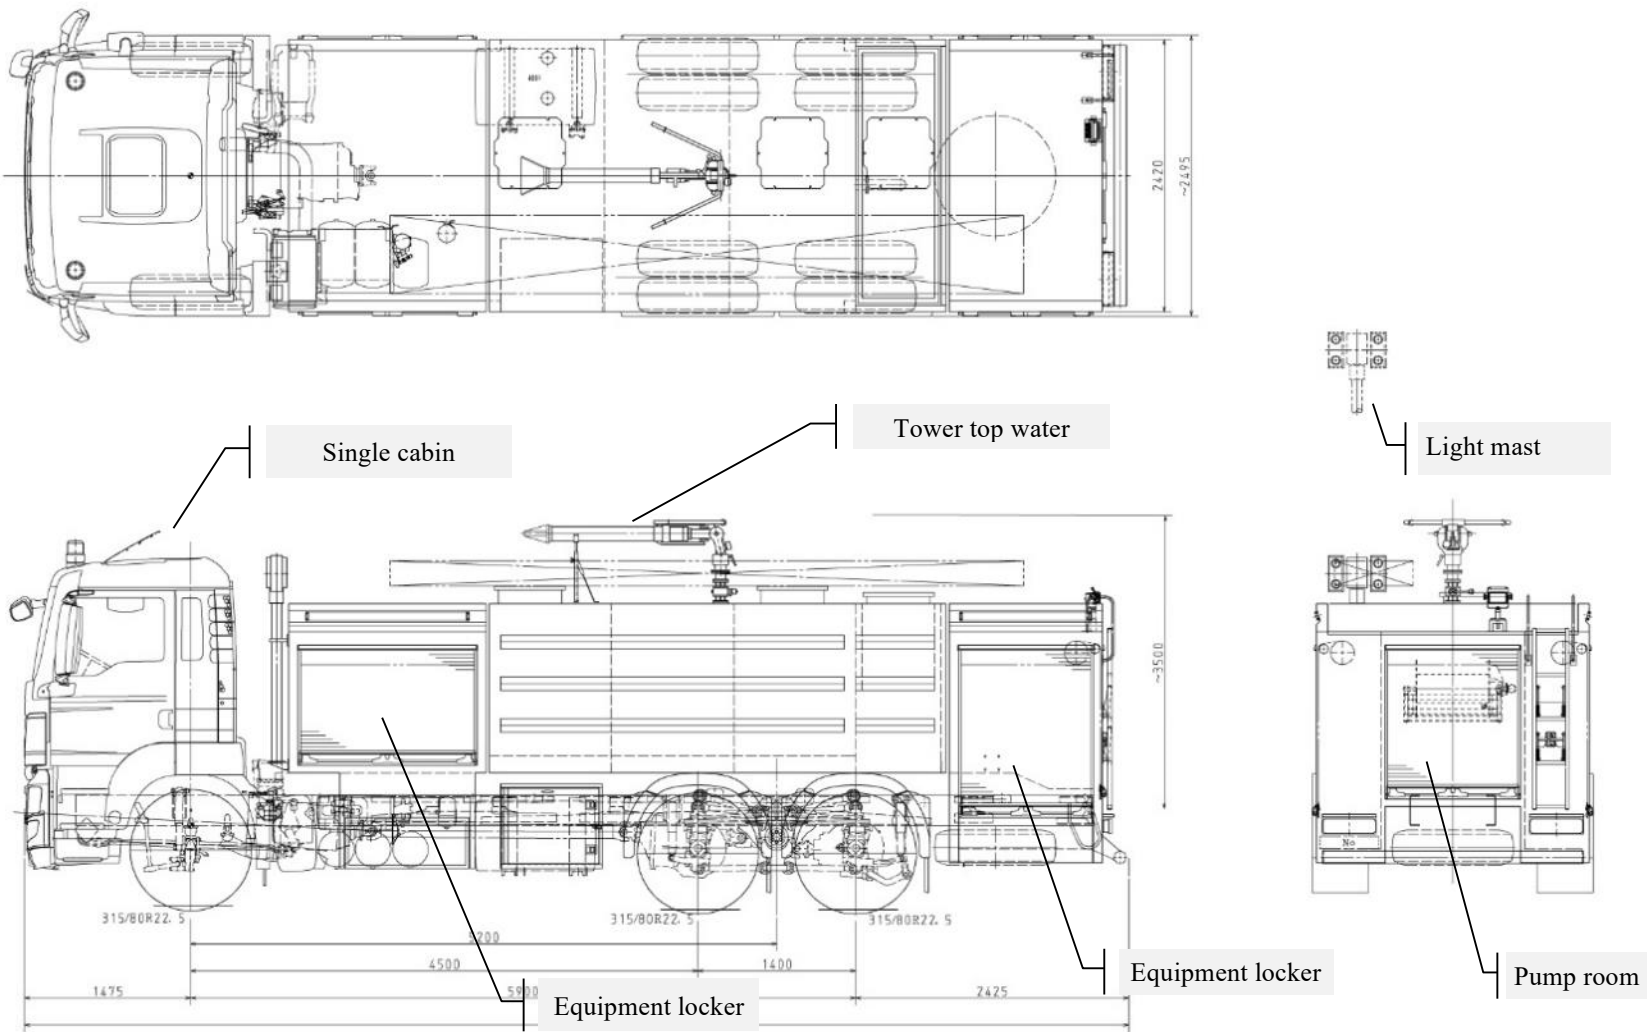 2420
~2495
Tower top water
Single cabin
Light mast
~3500
No
315/80R22.5
315/80R22.5
315/80R22.5
5200
4500
1400
Equipment locker
Pump room
1475
590
2425
Equipment locker